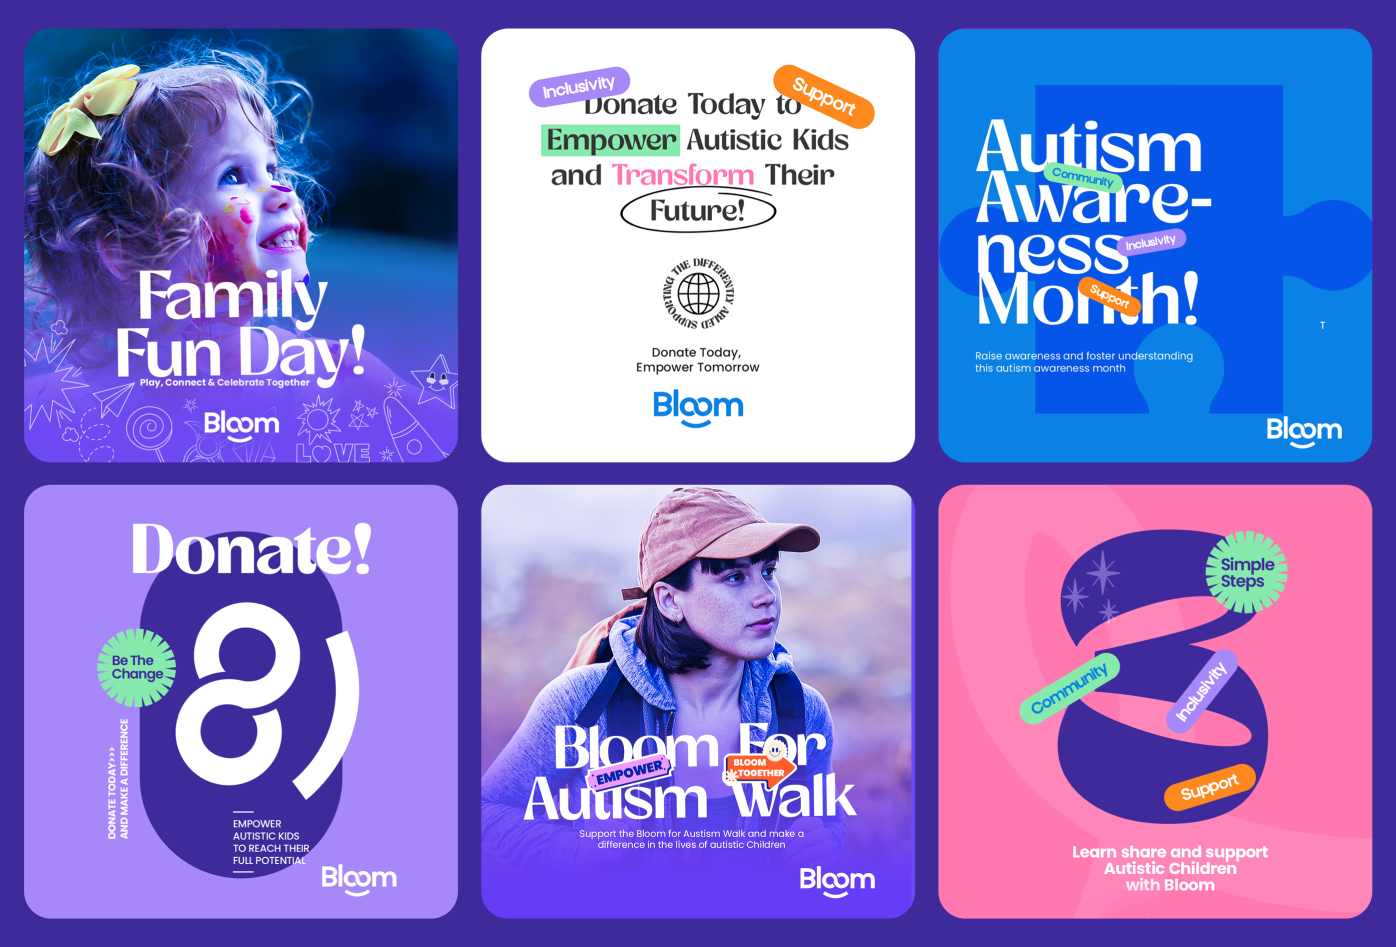 Family
Fun Day!
Play, Connect & Celebrate Together
LOVE
Bloom
Inclusivity
Support
Donate Today to
Empower Autistic Kids
and Transform Their
Future!
SUPPORTING THE DIFFERENTLY ABLED
Donate Today,
Empower Tomorrow
Bloom
Autism
Community
Aware-
ness
Inclusivity
Month!
Support
T
Raise awareness and foster understanding
this autism awareness month
Bloom
Donate!
Be The
Change
DONATE TODAY>>>
AND MAKE A DIFFERENCE
EMPOWER
AUTISTIC KIDS
TO REACH THEIR
FULL POTENTIAL
Bloom
Bloom For
EMPOWER
BLOOM
TOGETHER
Autism Walk
Support the Bloom for Austism Walk and make a
difference in the lives of autistic Children
Bloom
Simple
Steps
Community
Inclusivity
Support
Learn share and support
Autistic Children
with Bloom